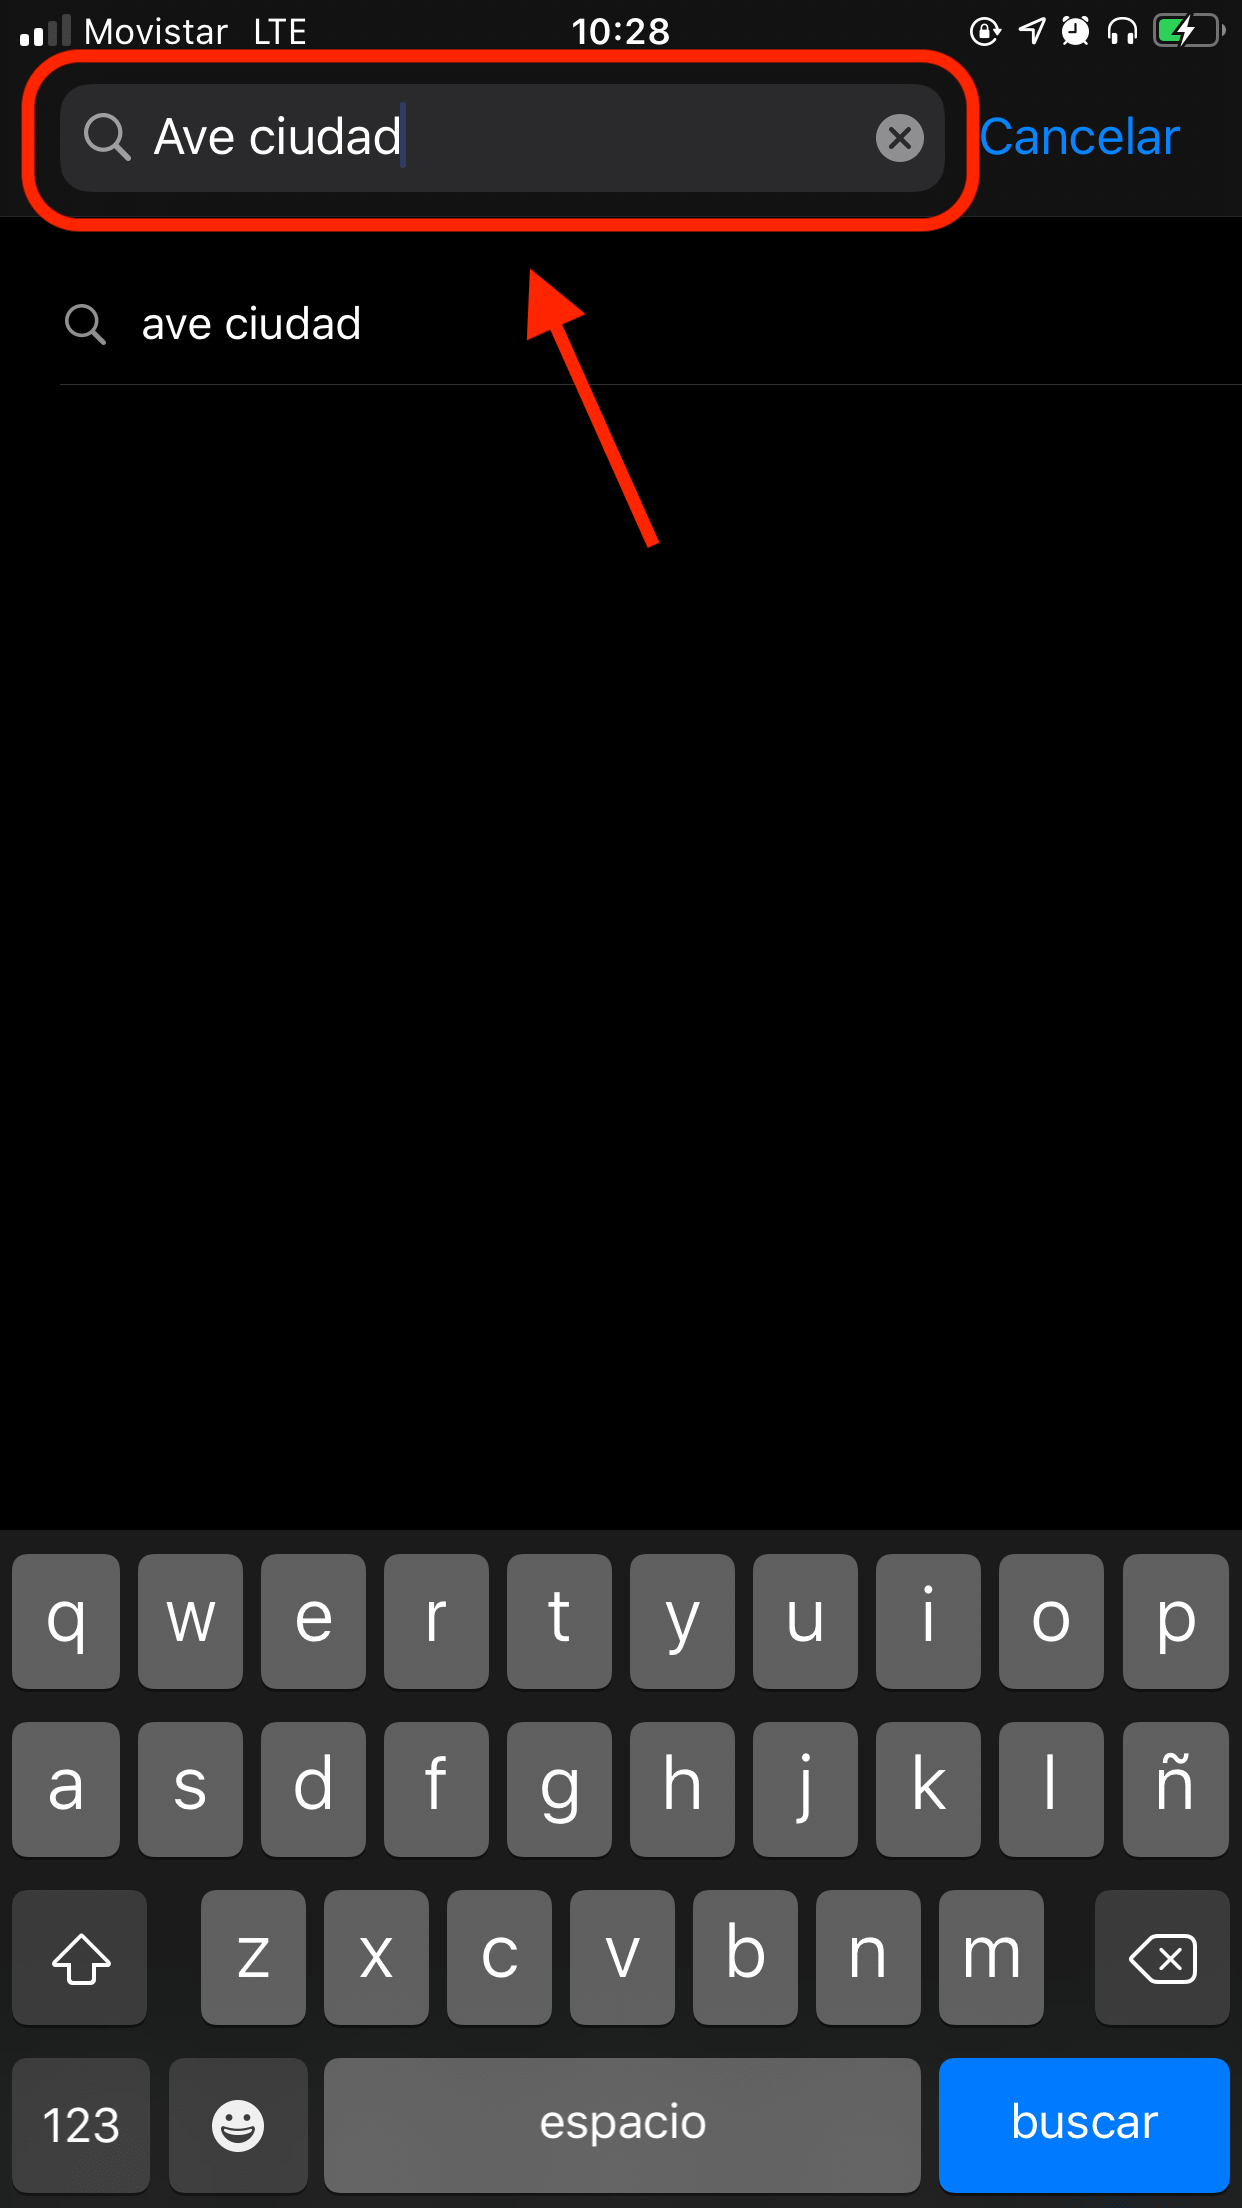 Movistar LTE 10:28
Ave ciudad Cancelar
ave ciudad
q w e r t y u i o p
a s d f g h j k l ñ
z x c v b n m
123 espacio buscar